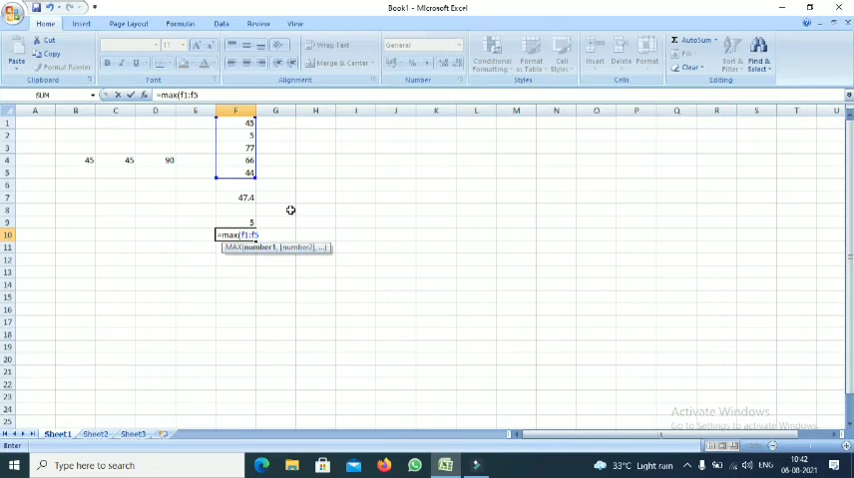 Book1 - Microsoft Excel
Home Insert Page Layout Formulas Data Review View
Cut
Copy
Format Painter
Paste
Clipboard
11
Font
Wrap Text
Merge & Center
Alignment
General
Number
Conditional Formatting
Format as Table
Cell Styles
Styles
Insert Delete Format
Cells
AutoSum
Fill
Clear
Sort & Filter
Find & Select
Editing
SUM =max(f1:f5
A B C D E F G H I J K L M N O P Q R S T U
1 45
2 5
3 77
4 45 45 90 66
5 44
6
7 47.4
8
9 5
10 =max(f1:f5
11 MAX(number1, [number2], ...)
12
13
14
15
16
17
18
19
20
21
22
23
24
25
Activate Windows
Go to Settings to activate Windows.
Sheet1 Sheet2 Sheet3
Enter
Type here to search
33°C Light rain
ENG
10:42
06-08-2021